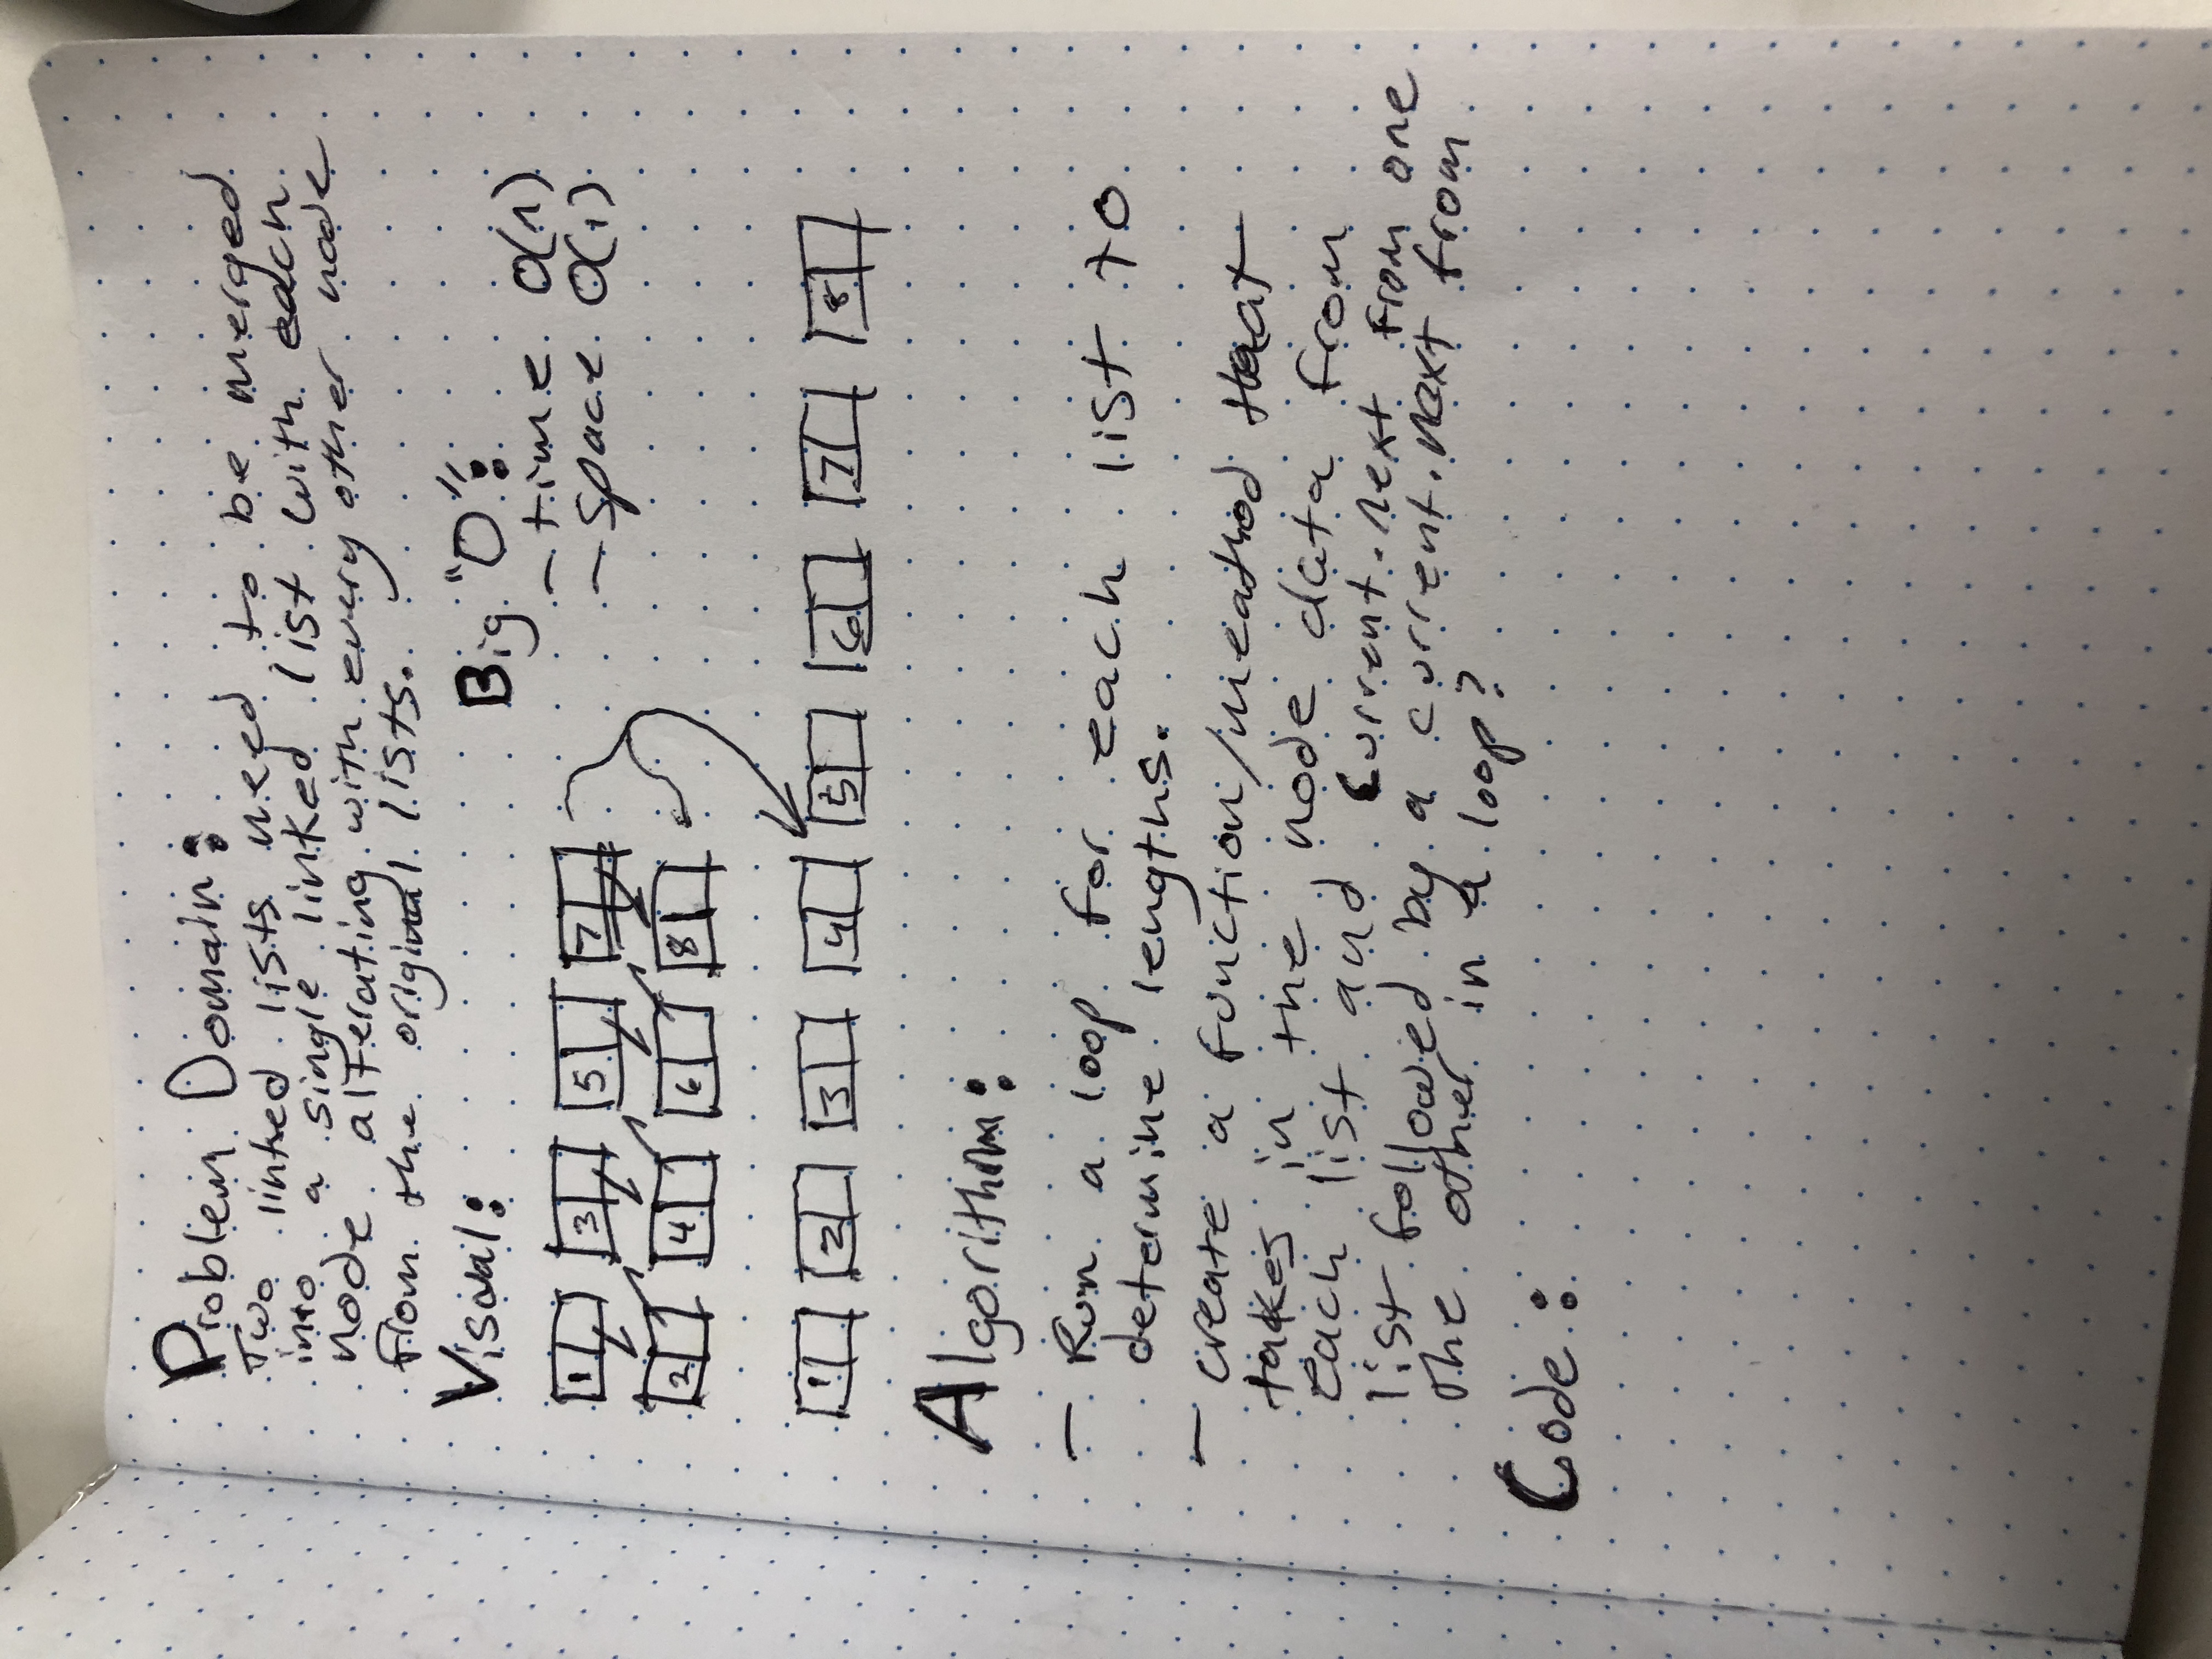 Problem Domain:
Two linked lists need to be merged
into a single linked list with each
node alterating with every other node
from the original lists.
Visual:
Big "O":
- time O(n)
- space O(1)
1 3 5 7
2 4 6 8
1 2 3 4 5 6 7 8
Algorithm:
- Run a loop for each list to
determine lengths.
- create a function/meathod that
takes in the node data from
each list and current.next from one
list followed by a current.next from
the other in a loop?
Code: